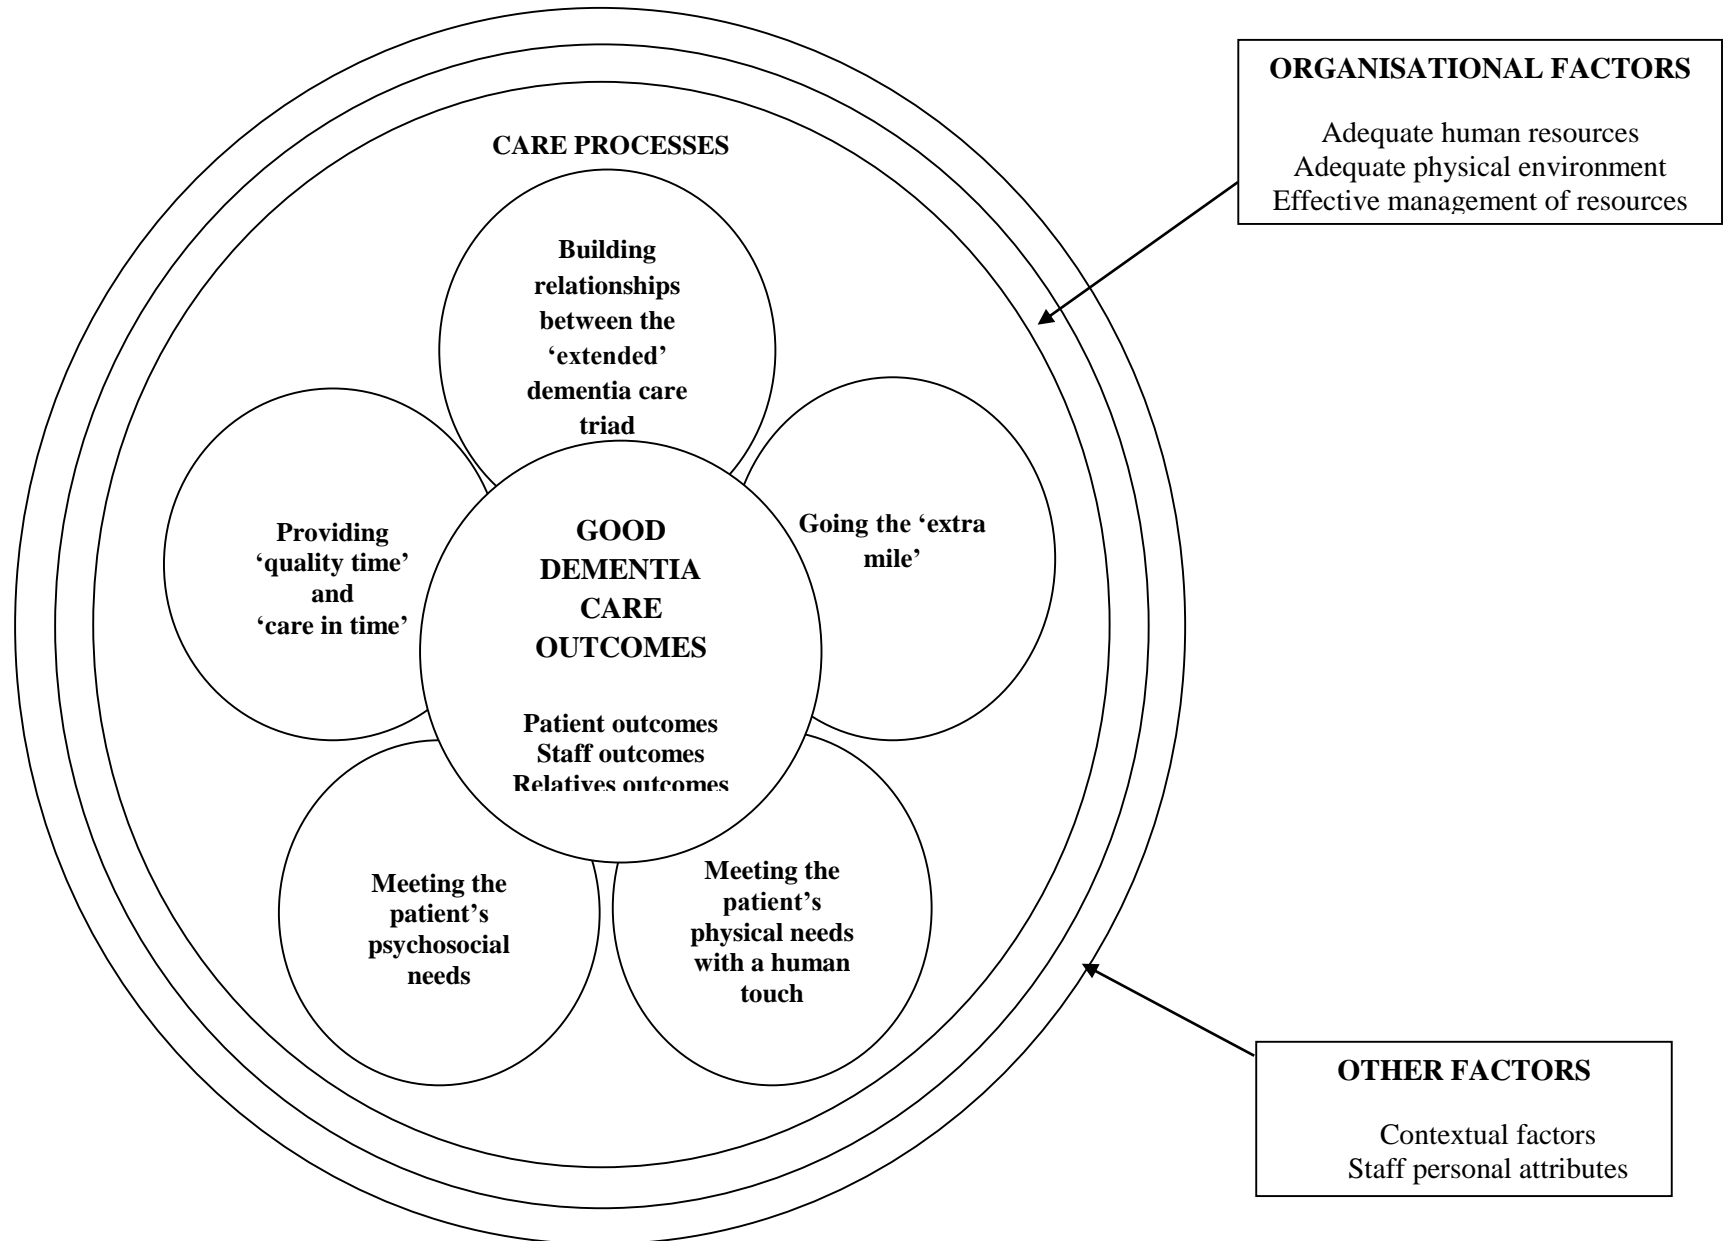 ORGANISATIONAL FACTORS
Adequate human resources
Adequate physical environment
Effective management of resources
CARE PROCESSES
Building
relationships
between the
‘extended’
dementia care
triad
Providing
‘quality time’
and
‘care in time’
Going the ‘extra
mile’
GOOD
DEMENTIA
CARE
OUTCOMES
Patient outcomes
Staff outcomes
Relatives outcomes
Meeting the
patient’s
psychosocial
needs
Meeting the
patient’s
physical needs
with a human
touch
OTHER FACTORS
Contextual factors
Staff personal attributes